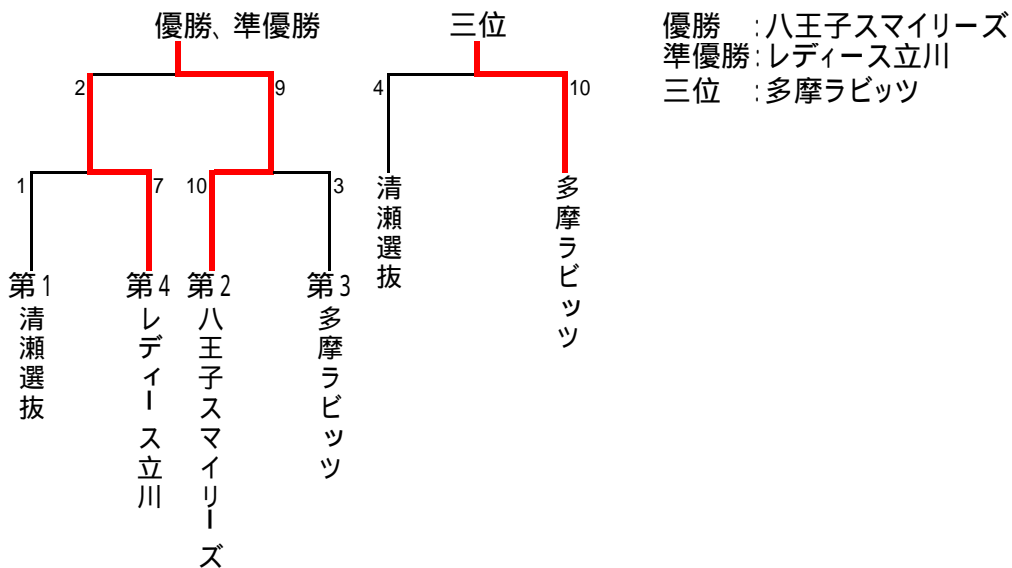 優勝、準優勝
三位
優勝　:八王子スマイリーズ
準優勝:レディース立川
三位　:多摩ラビッツ
2
9
4
10
1
7
10
3
清瀬選抜
多摩ラビッツ
第1
第4
第2
第3
清瀬選抜
レディース立川
八王子スマイリーズ
多摩ラビッツ